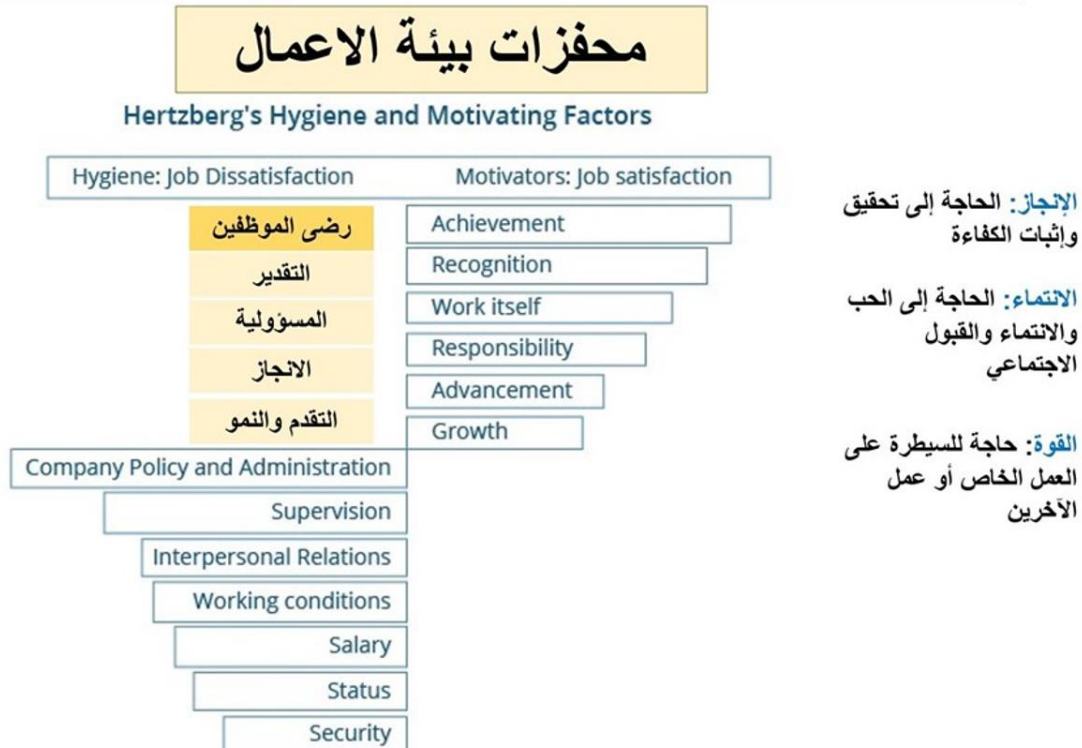 محفزات بيئة الاعمال
Hertzberg's Hygiene and Motivating Factors
Hygiene: Job Dissatisfaction Motivators: Job satisfaction
رضى الموظفين
التقدير
المسؤولية
الانجاز
التقدم والنمو
Achievement
Recognition
Work itself
Responsibility
Advancement
Growth
Company Policy and Administration
Supervision
Interpersonal Relations
Working conditions
Salary
Status
Security
الإنجاز: الحاجة إلى تحقيق
وإثبات الكفاءة
الانتماء: الحاجة إلى الحب
والانتماء والقبول
الاجتماعي
القوة: حاجة للسيطرة على
العمل الخاص أو عمل
الآخرين